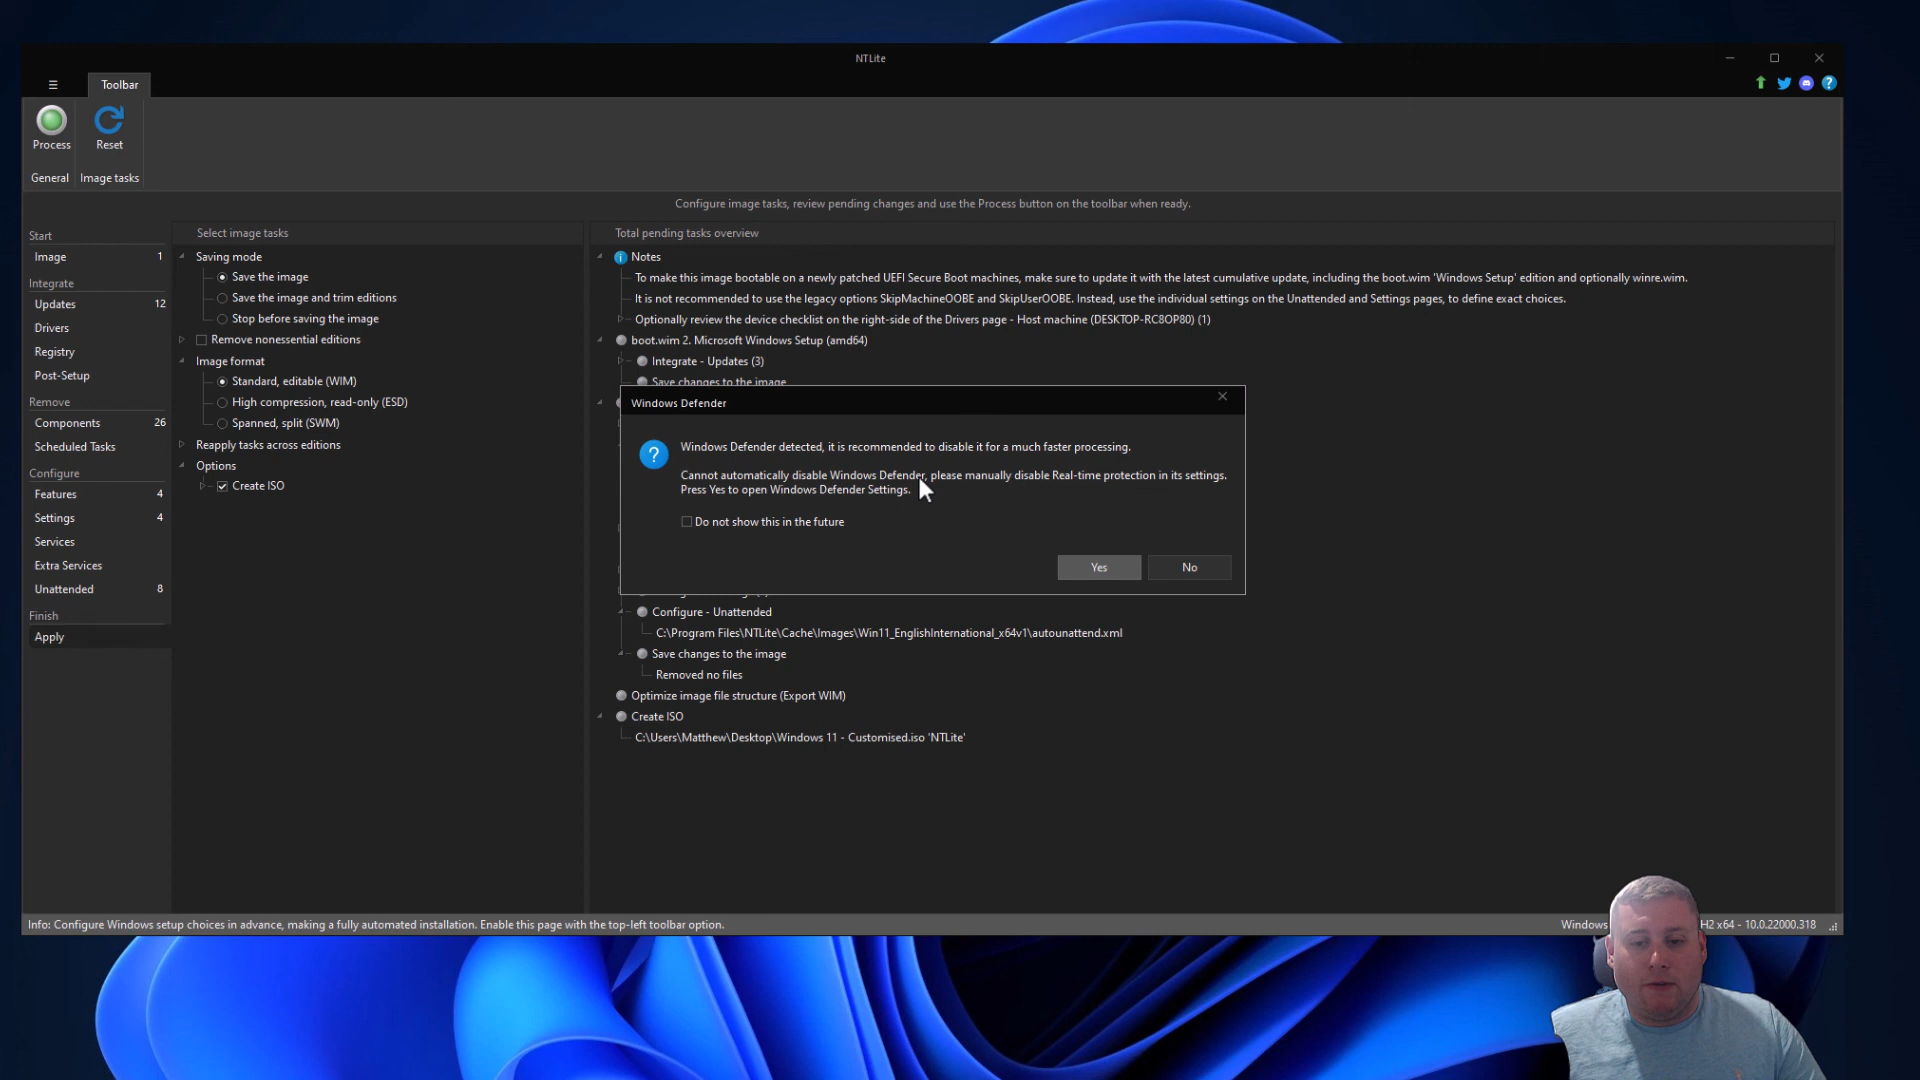 NTLite
Toolbar
Process
Reset
General
Image tasks
Configure image tasks, review pending changes and use the Process button on the toolbar when ready.
Start
Image 1
Integrate
Updates 12
Drivers
Registry
Post-Setup
Remove
Components 26
Scheduled Tasks
Configure
Features 4
Settings 4
Services
Extra Services
Unattended 8
Finish
Apply
Select image tasks
Saving mode
Save the image
Save the image and trim editions
Stop before saving the image
Remove nonessential editions
Image format
Standard, editable (WIM)
High compression, read-only (ESD)
Spanned, split (SWM)
Reapply tasks across editions
Options
Create ISO
Total pending tasks overview
Notes
To make this image bootable on a newly patched UEFI Secure Boot machines, make sure to update it with the latest cumulative update, including the boot.wim 'Windows Setup' edition and optionally winre.wim.
It is not recommended to use the legacy options SkipMachineOOBE and SkipUserOOBE. Instead, use the individual settings on the Unattended and Settings pages, to define exact choices.
Optionally review the device checklist on the right-side of the Drivers page - Host machine (DESKTOP-RC8OP80) (1)
boot.wim 2. Microsoft Windows Setup (amd64)
Integrate - Updates (3)
Save changes to the image
Windows Defender
Windows Defender detected, it is recommended to disable it for a much faster processing.
Cannot automatically disable Windows Defender, please manually disable Real-time protection in its settings.
Press Yes to open Windows Defender Settings.
Do not show this in the future
Yes
No
Configure - Unattended
C:\Program Files\NTLite\Cache\Images\Win11_EnglishInternational_x64v1\autounattend.xml
Save changes to the image
Removed no files
Optimize image file structure (Export WIM)
Create ISO
C:\Users\Matthew\Desktop\Windows 11 - Customised.iso 'NTLite'
Info: Configure Windows setup choices in advance, making a fully automated installation. Enable this page with the top-left toolbar option.
Windows H2 x64 - 10.0.22000.318